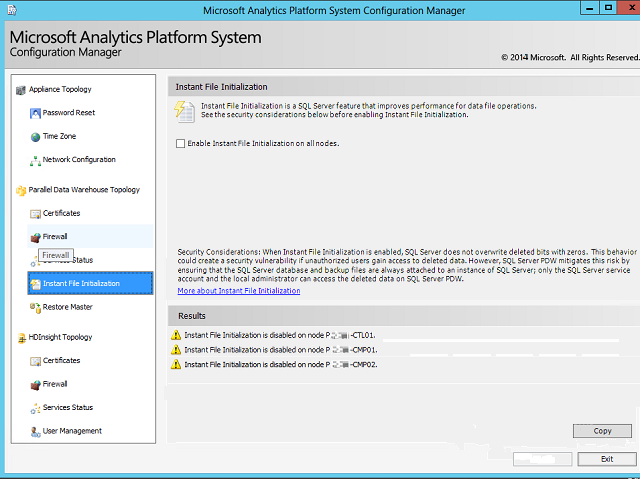 Microsoft Analytics Platform System Configuration Manager
Microsoft Analytics Platform System
Configuration Manager
© 2014 Microsoft. All Rights Reserved.
Appliance Topology
Password Reset
Time Zone
Network Configuration
Parallel Data Warehouse Topology
Certificates
Firewall
Firewall
Status
Instant File Initialization
Restore Master
HDInsight Topology
Certificates
Firewall
Services Status
User Management
Instant File Initialization
Instant File Initialization is a SQL Server feature that improves performance for data file operations.
See the security considerations below before enabling Instant File Initialization.
Enable Instant File Initialization on all nodes.
Security Considerations: When Instant File Initialization is enabled, SQL Server does not overwrite deleted bits with zeros. This behavior
could create a security vulnerability if unauthorized users gain access to deleted data. However, SQL Server PDW mitigates this risk by
ensuring that the SQL Server database and backup files are always attached to an instance of SQL Server; only the SQL Server service
account and the local administrator can access the deleted data on SQL Server PDW.
More about Instant File Initialization
Results
Instant File Initialization is disabled on node P -CTL01.
Instant File Initialization is disabled on node P -CMP01.
Instant File Initialization is disabled on node P -CMP02.
Copy
Exit